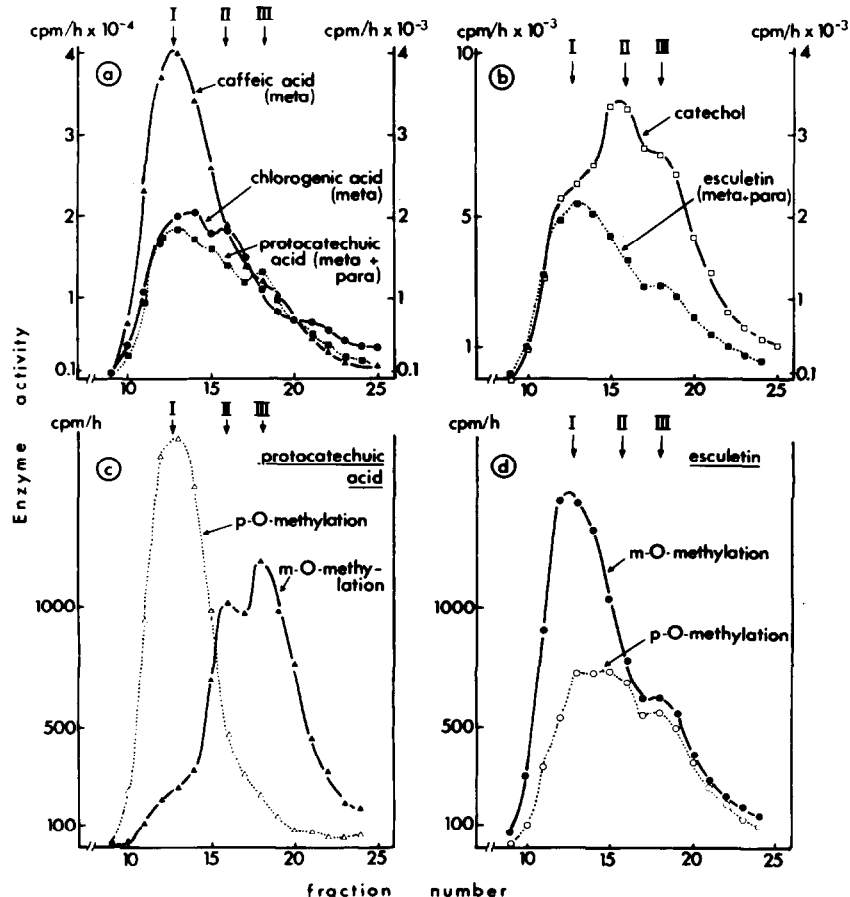 I II III
cpm/h x 10⁻⁴
cpm/h x 10⁻³
4
3
2
1
0.1
4
3
2
1
0.1
a
caffeic acid
(meta)
chlorogenic acid
(meta)
protocatechuic
acid (meta +
para)
10 15 20 25
I II III
cpm/h x 10⁻³
cpm/h x 10⁻³
10
5
1
4
3
2
1
0.1
b
catechol
esculetin
(meta+para)
10 15 20 25
Enzyme activity
I II III
cpm/h
1000
500
100
c
protocatechuic
acid
p-O-methylation
m-O-methy-
lation
10 15 20 25
I II III
cpm/h
1000
500
100
d
esculetin
m-O-methylation
p-O-methylation
10 15 20 25
fraction number